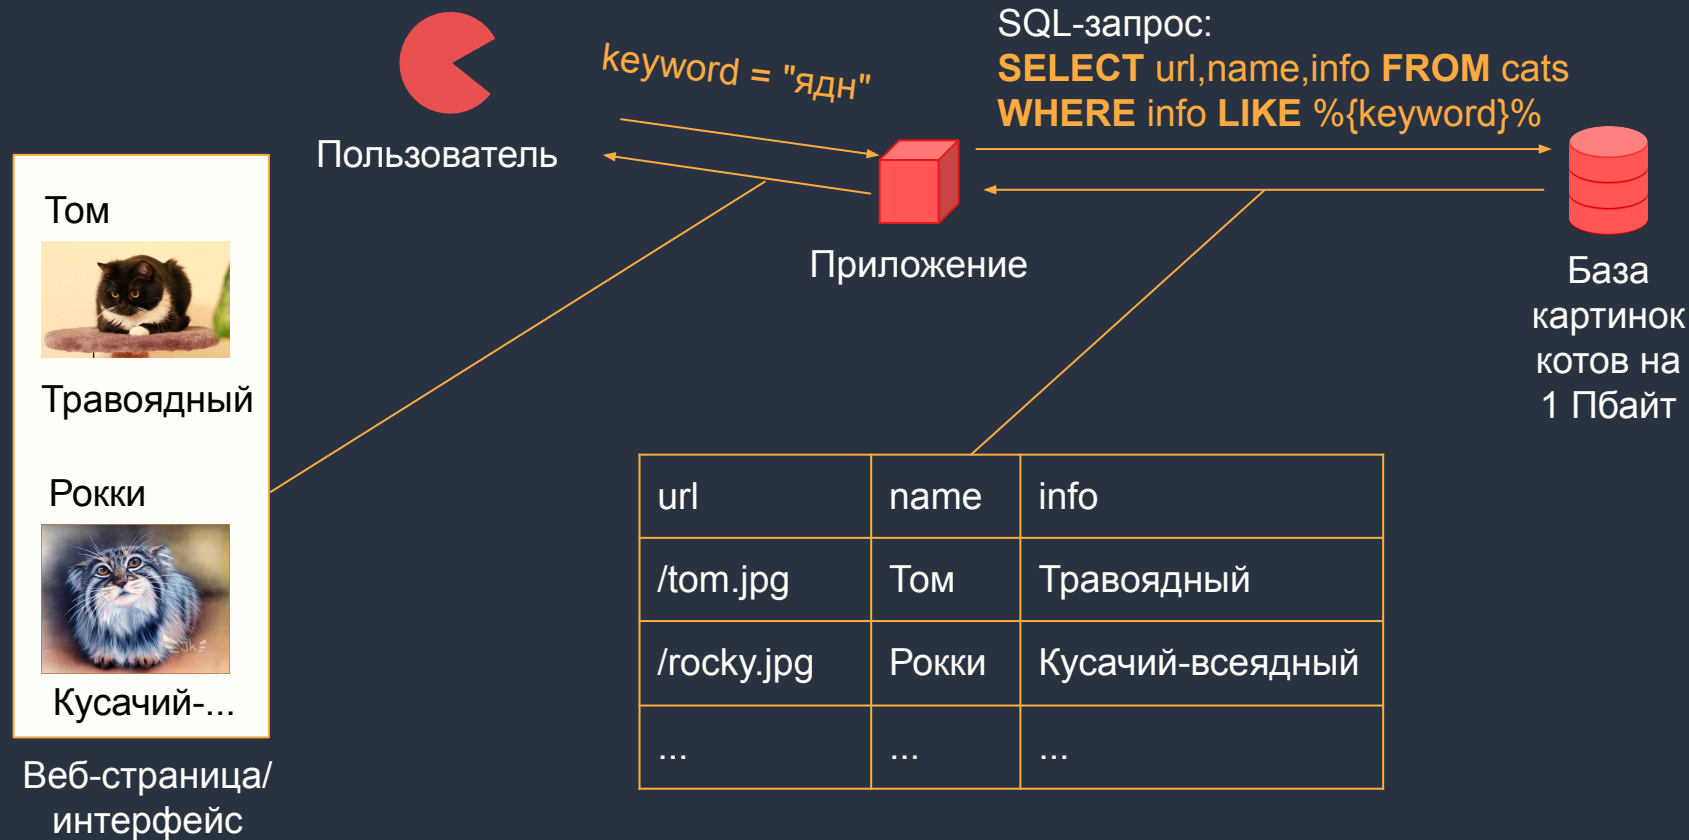 SQL-запрос:
SELECT url,name,info FROM cats
WHERE info LIKE %{keyword}%
keyword = "ядн"
Пользователь
Приложение
База
картинок
котов на
1 Пбайт
Том
Травоядный
Рокки
Кусачий-...
Веб-страница/
интерфейс
url name info
/tom.jpg Том Травоядный
/rocky.jpg Рокки Кусачий-всеядный
... ... ...